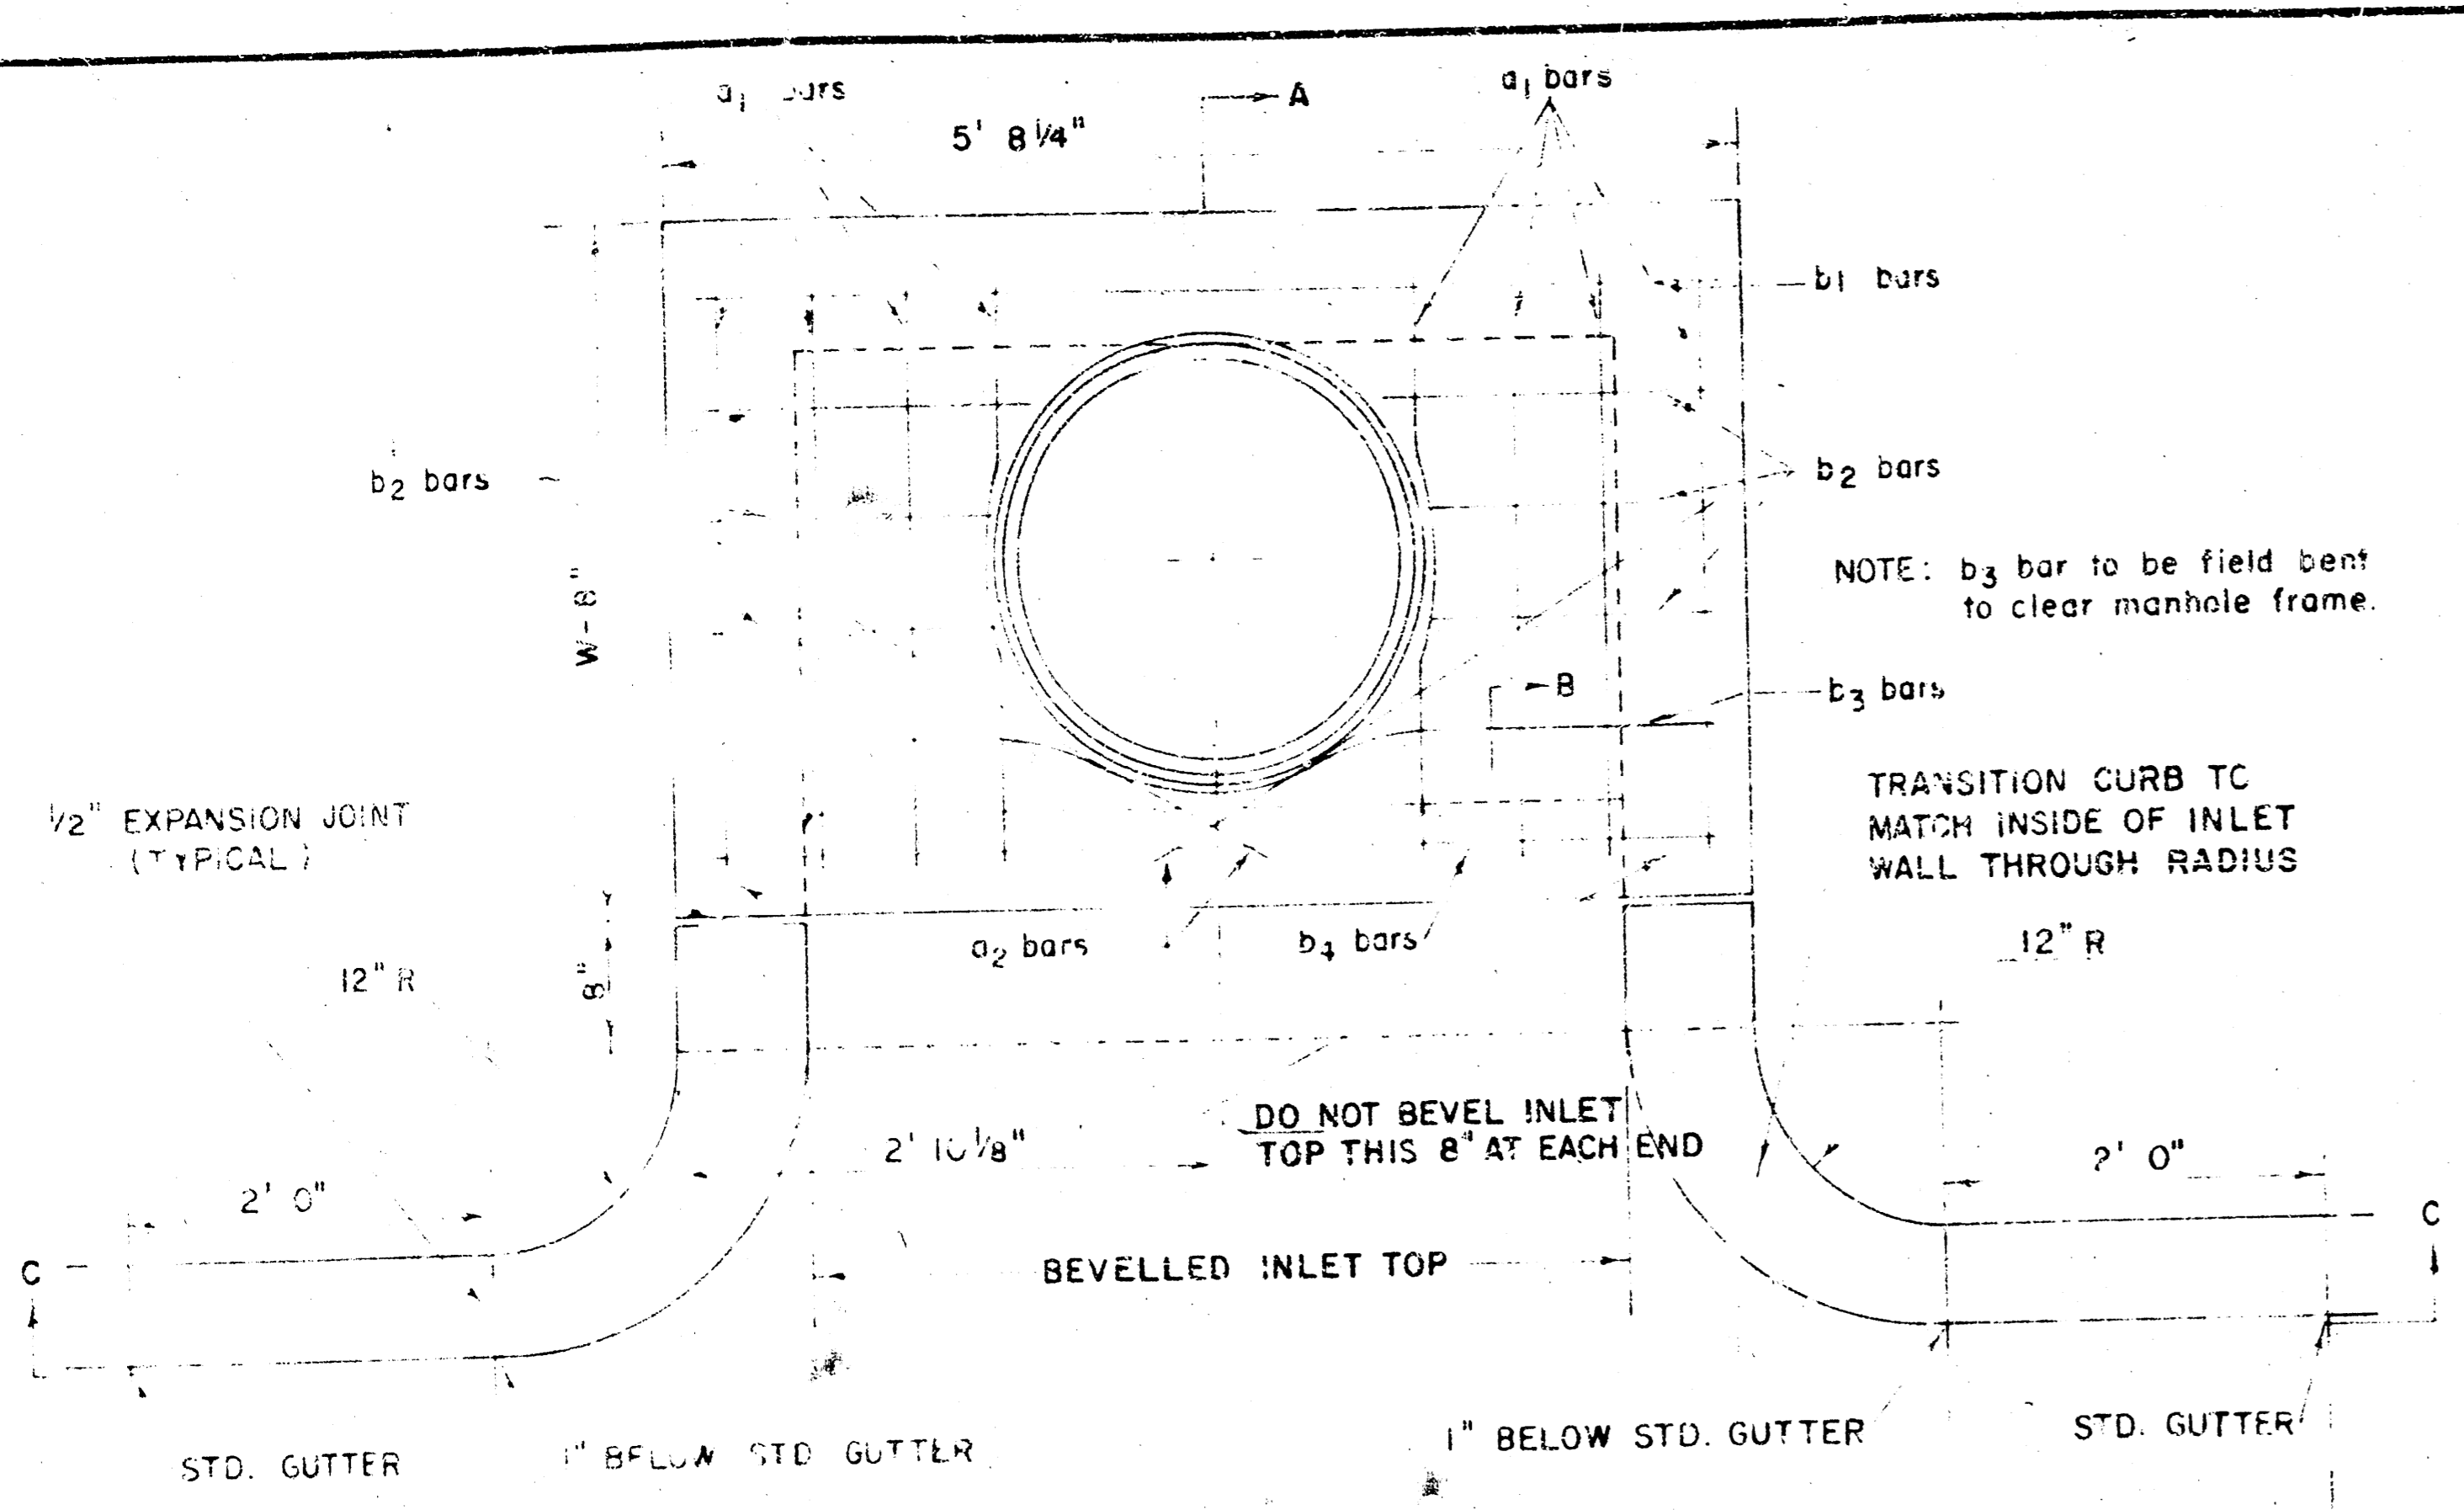 a1 bars
A
a1 bars
5' 8 1/4"
b1 bars
b2 bars
b2 bars
W-8"
NOTE: b3 bar to be field bent
to clear manhole frame.
B
b3 bars
1/2" EXPANSION JOINT
(TYPICAL)
TRANSITION CURB TO
MATCH INSIDE OF INLET
WALL THROUGH RADIUS
a2 bars
b4 bars
12" R
12" R
8"
DO NOT BEVEL INLET
TOP THIS 8" AT EACH END
2' 10 1/8"
2' 0"
2' 0"
C
C
BEVELLED INLET TOP
STD. GUTTER
1" BELOW STD GUTTER
1" BELOW STD. GUTTER
STD. GUTTER